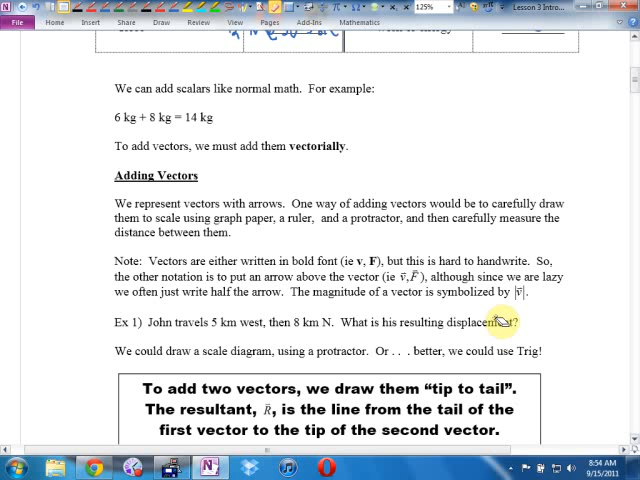 125%
Lesson 3 Intro...
File Home Insert Share Draw Review View Pages Add-Ins Mathematics
We can add scalars like normal math. For example:
6 kg + 8 kg = 14 kg
To add vectors, we must add them vectorially.
Adding Vectors
We represent vectors with arrows. One way of adding vectors would be to carefully draw
them to scale using graph paper, a ruler, and a protractor, and then carefully measure the
distance between them.
Note: Vectors are either written in bold font (ie v, F), but this is hard to handwrite. So,
the other notation is to put an arrow above the vector (ie v⃗, F⃗), although since we are lazy
we often just write half the arrow. The magnitude of a vector is symbolized by |v⃗|.
Ex 1) John travels 5 km west, then 8 km N. What is his resulting displacement?
We could draw a scale diagram, using a protractor. Or . . . better, we could use Trig!
To add two vectors, we draw them “tip to tail”.
The resultant, R⃗, is the line from the tail of the
first vector to the tip of the second vector.
8:54 AM
9/15/2011